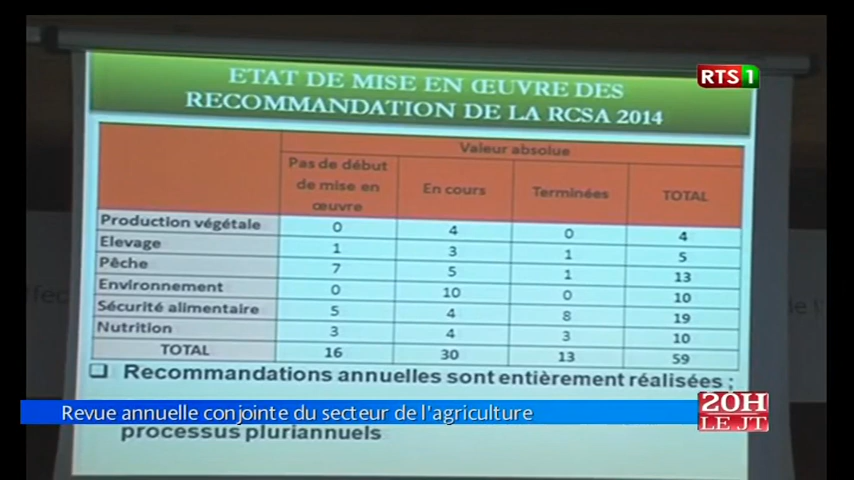 ETAT DE MISE EN ŒUVRE DES
RECOMMANDATION DE LA RCSA 2014
RTS 1
Valeur absolue
Pas de début de mise en œuvre En cours Terminées TOTAL
Production végétale 0 4 0 4
Elevage 1 3 1 5
Pêche 7 5 1 13
Environnement 0 10 0 10
Sécurité alimentaire 5 4 8 19
Nutrition 3 4 3 10
TOTAL 16 30 13 59
❑ Recommandations annuelles sont entièrement réalisées ;
Revue annuelle conjointe du secteur de l'agriculture
20H
LE JT
processus pluriannuels